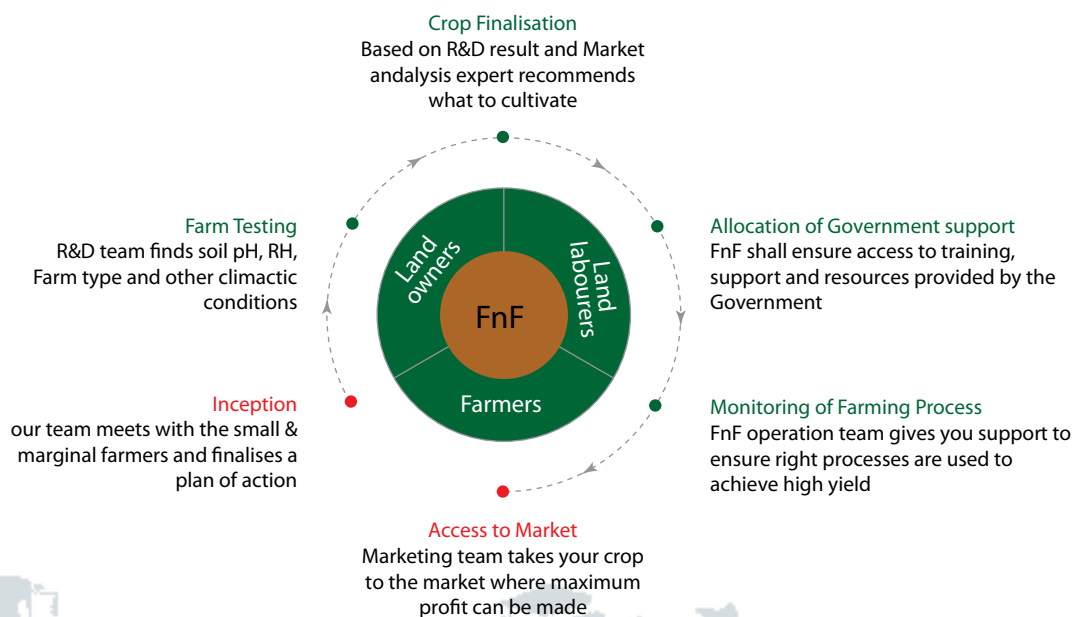 Crop Finalisation
Based on R&D result and Market
andalysis expert recommends
what to cultivate
Farm Testing
R&D team finds soil pH, RH,
Farm type and other climactic
conditions
Allocation of Government support
FnF shall ensure access to training,
support and resources provided by the
Government
Land
owners
Land
labourers
FnF
Farmers
Inception
our team meets with the small &
marginal farmers and finalises a
plan of action
Monitoring of Farming Process
FnF operation team gives you support to
ensure right processes are used to
achieve high yield
Access to Market
Marketing team takes your crop
to the market where maximum
profit can be made